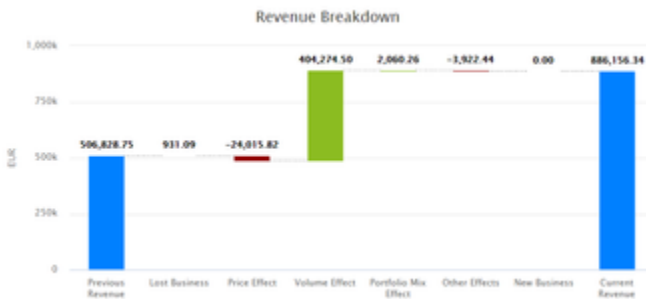 Revenue Breakdown
1,000k
750k
500k
250k
0
EUR
506,828.75
931.09
-24,015.82
404,274.50
2,060.26
-3,922.44
0.00
886,156.34
Previous
Revenue
Lost Business
Price Effect
Volume Effect
Portfolio Mix
Effect
Other Effects
New Business
Current
Revenue